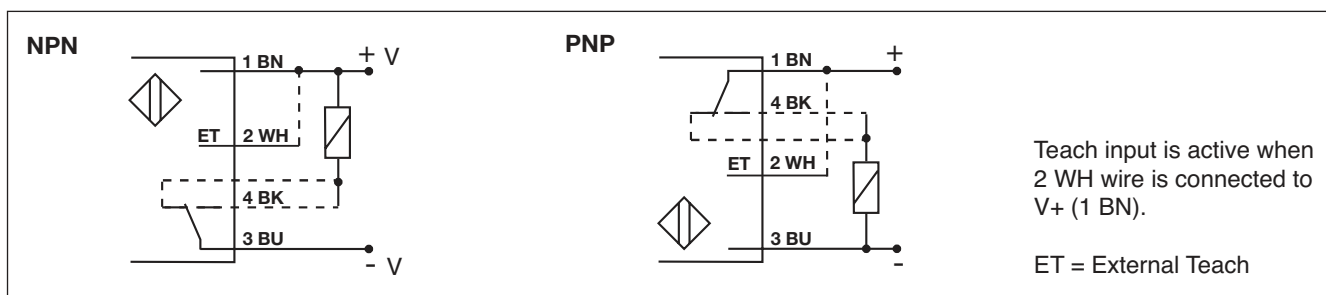 NPN
1 BN
+ V
ET 2 WH
4 BK
3 BU
- V
PNP
1 BN
+
4 BK
ET 2 WH
3 BU
-
Teach input is active when
2 WH wire is connected to
V+ (1 BN).
ET = External Teach